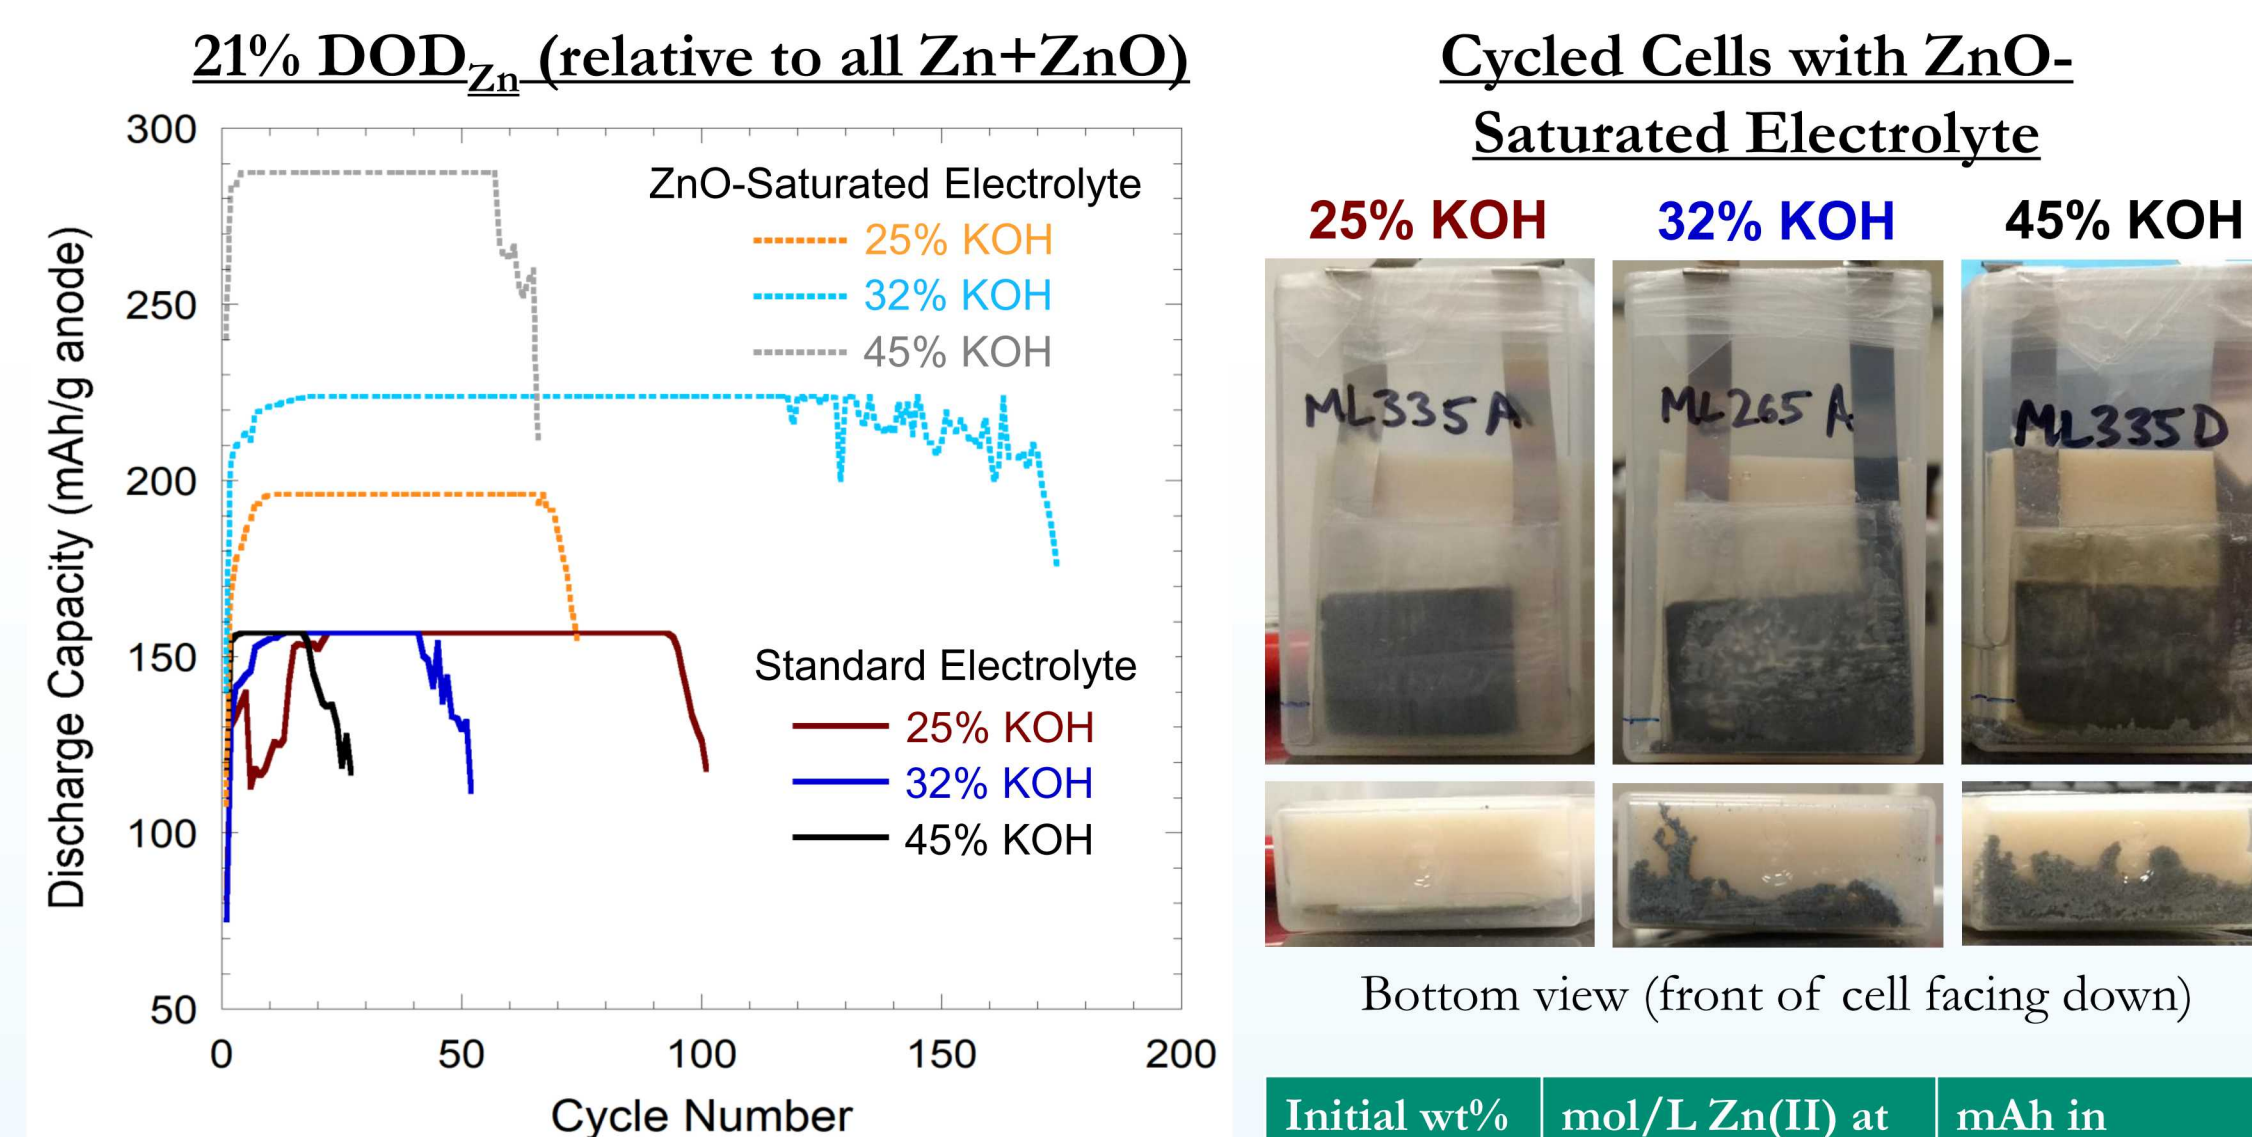 21% DOD_Zn (relative to all Zn+ZnO)
300
250
200
150
100
50
0
50
100
150
200
Discharge Capacity (mAh/g anode)
Cycle Number
ZnO-Saturated Electrolyte
25% KOH
32% KOH
45% KOH
Standard Electrolyte
25% KOH
32% KOH
45% KOH
Cycled Cells with ZnO-
Saturated Electrolyte
25% KOH
32% KOH
45% KOH
ML335A
ML265A
ML335D
Bottom view (front of cell facing down)
Initial wt%
mol/L Zn(II) at
mAh in